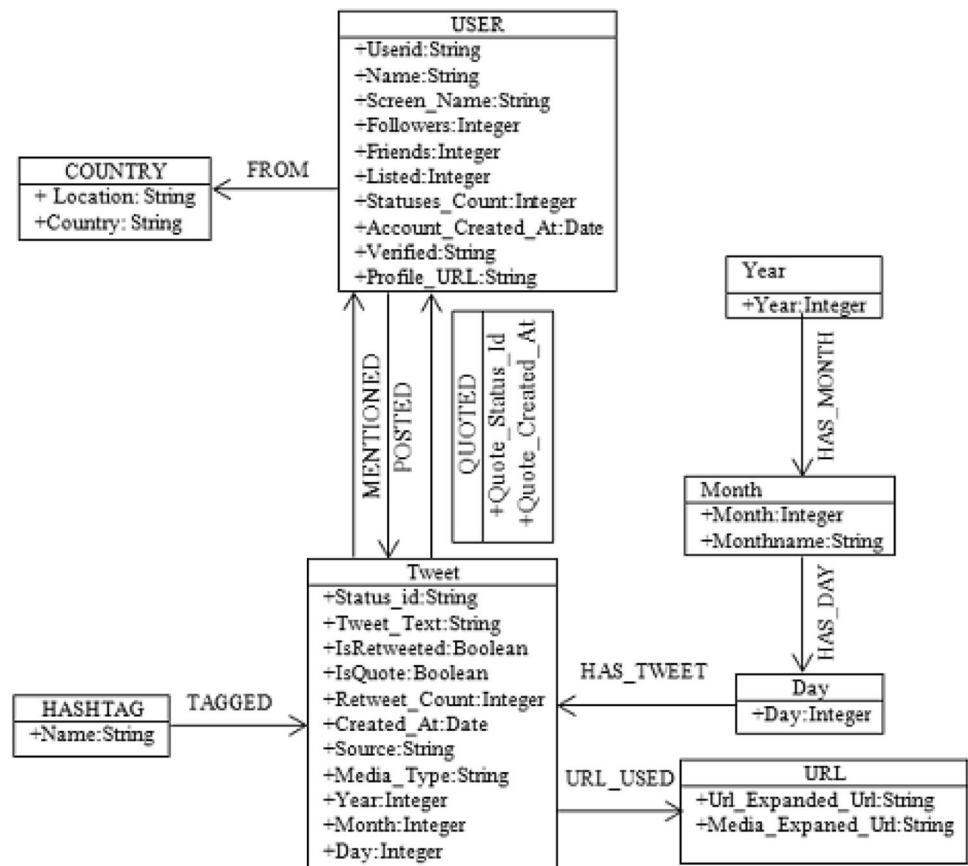 USER
+Userid:String
+Name:String
+Screen_Name:String
+Followers:Integer
+Friends:Integer
+Listed:Integer
+Statuses_Count:Integer
+Account_Created_At:Date
+Verified:String
+Profile_URL:String
FROM
COUNTRY
+ Location: String
+Country: String
Year
+Year:Integer
HAS_MONTH
Month
+Month:Integer
+Monthname:String
HAS_DAY
Day
+Day:Integer
HAS_TWEET
MENTIONED
POSTED
QUOTED
+Quote_Status_Id
+Quote_Created_At
Tweet
+Status_id:String
+Tweet_Text:String
+IsRetweeted:Boolean
+IsQuote:Boolean
+Retweet_Count:Integer
+Created_At:Date
+Source:String
+Media_Type:String
+Year:Integer
+Month:Integer
+Day:Integer
HASHTAG
+Name:String
TAGGED
URL_USED
URL
+Url_Expanded_Url:String
+Media_Expaned_Url:String